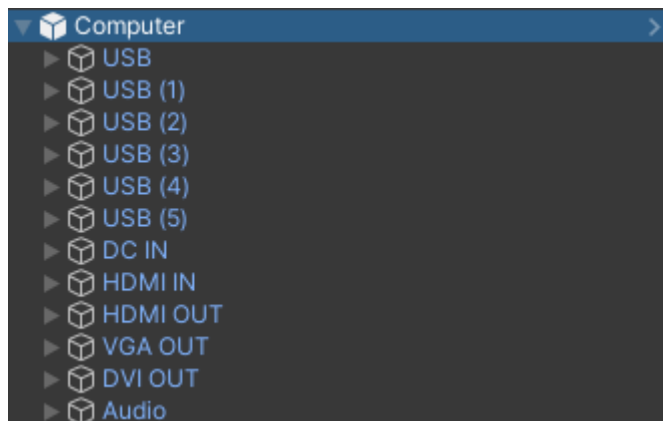 Computer
USB
USB (1)
USB (2)
USB (3)
USB (4)
USB (5)
DC IN
HDMI IN
HDMI OUT
VGA OUT
DVI OUT
Audio